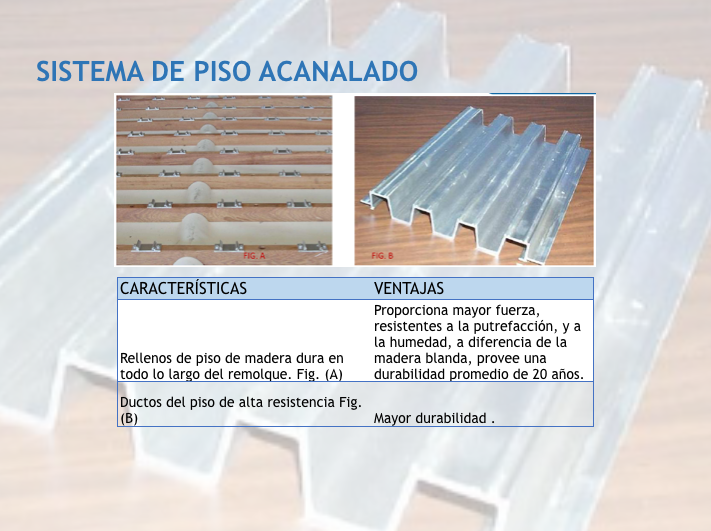 SISTEMA DE PISO ACANALADO
FIG. A
FIG. B
CARACTERÍSTICAS
VENTAJAS
Rellenos de piso de madera dura en
todo lo largo del remolque. Fig. (A)
Proporciona mayor fuerza,
resistentes a la putrefacción, y a
la humedad, a diferencia de la
madera blanda, provee una
durabilidad promedio de 20 años.
Ductos del piso de alta resistencia Fig.
(B)
Mayor durabilidad .